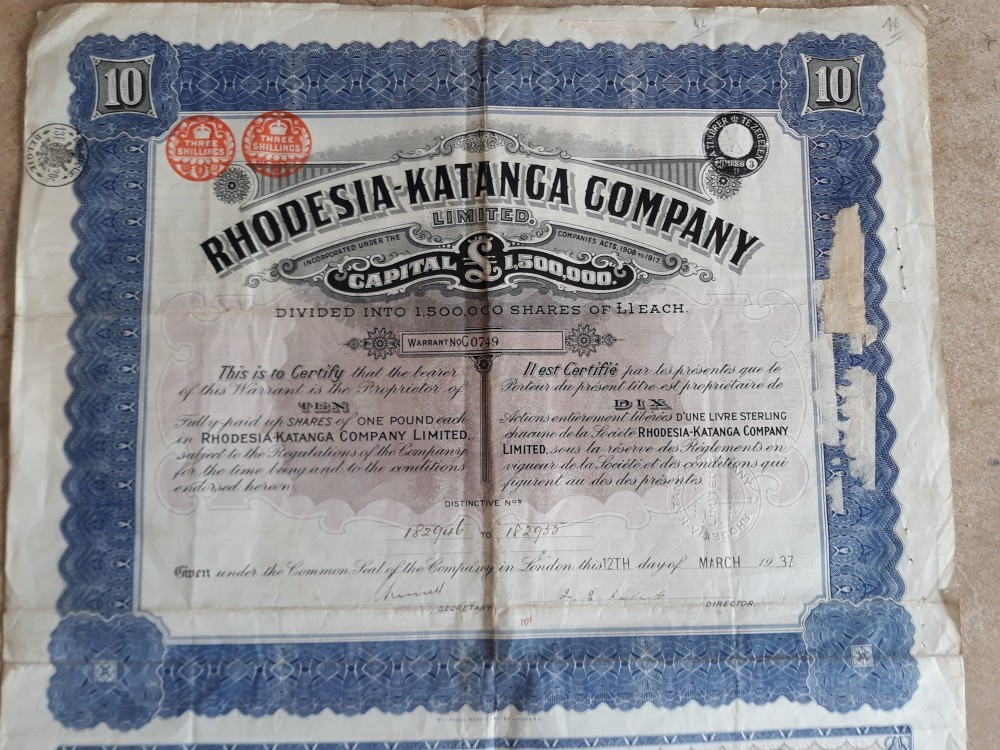 10
10
THREE
SHILLINGS
THREE
SHILLINGS
RHODESIA-KATANGA COMPANY
LIMITED.
INCORPORATED UNDER THE COMPANIES ACTS, 1908 TO 1917
CAPITAL £1,500,000.
DIVIDED INTO 1,500,000 SHARES OF £1 EACH.
WARRANT No C0749
This is to Certify that the bearer
of this Warrant is the Proprietor of
TEN
Fully-paid up SHARES of ONE POUND each
in RHODESIA-KATANGA COMPANY LIMITED,
subject to the Regulations of the Company
for the time being and to the conditions
endorsed hereon.
Il est Certifié par les présentes que le
Porteur du présent titre est propriétaire de
DIX
Actions entièrement libérées D'UNE LIVRE STERLING
chacune de la Société RHODESIA-KATANGA COMPANY
LIMITED, sous la réserve des Réglements en
vigueur de la Société et des conditions qui
figurent au dos des présentes.
DISTINCTIVE Nos
182946 TO 182955
Given under the Common Seal of the Company in London, this 12TH day of MARCH 1937
SECRETARY.
DIRECTOR.